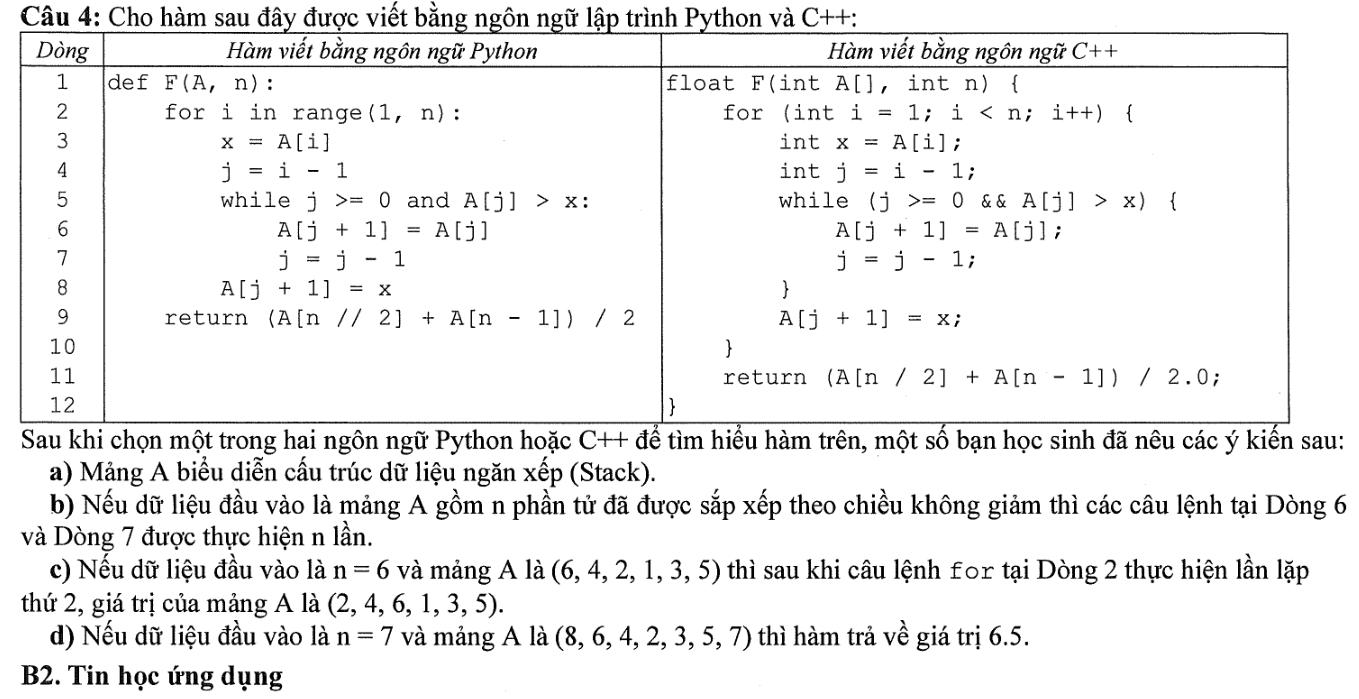 Câu 4: Cho hàm sau đây được viết bằng ngôn ngữ lập trình Python và C++:
Dòng Hàm viết bằng ngôn ngữ Python Hàm viết bằng ngôn ngữ C++
1 def F(A, n): float F(int A[], int n) {
2 for i in range(1, n): for (int i = 1; i < n; i++) {
3 x = A[i] int x = A[i];
4 j = i - 1 int j = i - 1;
5 while j >= 0 and A[j] > x: while (j >= 0 && A[j] > x) {
6 A[j + 1] = A[j] A[j + 1] = A[j];
7 j = j - 1 j = j - 1;
8 A[j + 1] = x }
9 return (A[n // 2] + A[n - 1]) / 2 A[j + 1] = x;
10 }
11 return (A[n / 2] + A[n - 1]) / 2.0;
12 }
Sau khi chọn một trong hai ngôn ngữ Python hoặc C++ để tìm hiểu hàm trên, một số bạn học sinh đã nêu các ý kiến sau:
a) Mảng A biểu diễn cấu trúc dữ liệu ngăn xếp (Stack).
b) Nếu dữ liệu đầu vào là mảng A gồm n phần tử đã được sắp xếp theo chiều không giảm thì các câu lệnh tại Dòng 6
và Dòng 7 được thực hiện n lần.
c) Nếu dữ liệu đầu vào là n = 6 và mảng A là (6, 4, 2, 1, 3, 5) thì sau khi câu lệnh for tại Dòng 2 thực hiện lần lặp
thứ 2, giá trị của mảng A là (2, 4, 6, 1, 3, 5).
d) Nếu dữ liệu đầu vào là n = 7 và mảng A là (8, 6, 4, 2, 3, 5, 7) thì hàm trả về giá trị 6.5.
B2. Tin học ứng dụng